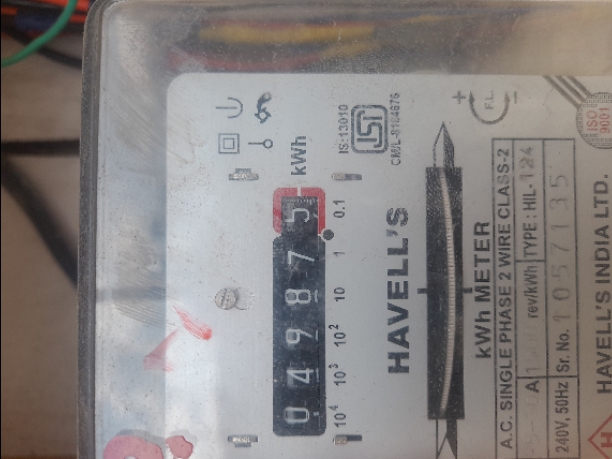 kWh
0 4 9 8 7 5
10⁴ 10³ 10² 10 1 0.1
IS:13010
CM/L-8104676
HAVELL'S
+ F.L. -
kWh METER
A.C. SINGLE PHASE 2 WIRE CLASS-2
A rev/kWh TYPE : HIL-124
240V, 50Hz Sr. No. 1057135
ISO
9001
HAVELL'S INDIA LTD.